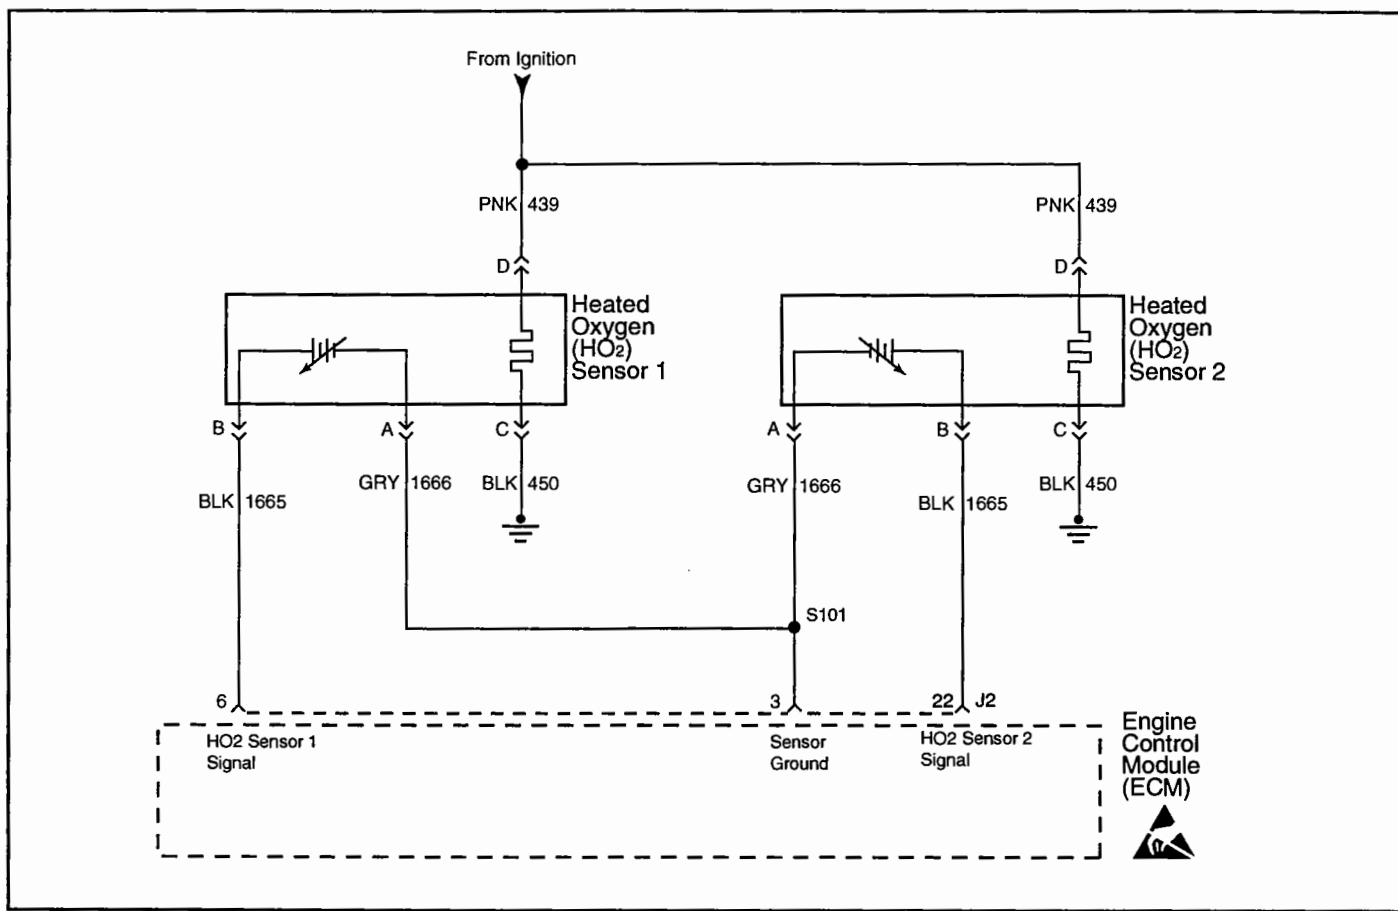 From Ignition
PNK 439
PNK 439
D
D
Heated
Oxygen
(HO2)
Sensor 1
Heated
Oxygen
(HO2)
Sensor 2
B
A
C
A
B
C
BLK 1665
GRY 1666
BLK 450
GRY 1666
BLK 1665
BLK 450
S101
6
3
22
J2
HO2 Sensor 1
Signal
Sensor
Ground
HO2 Sensor 2
Signal
Engine
Control
Module
(ECM)